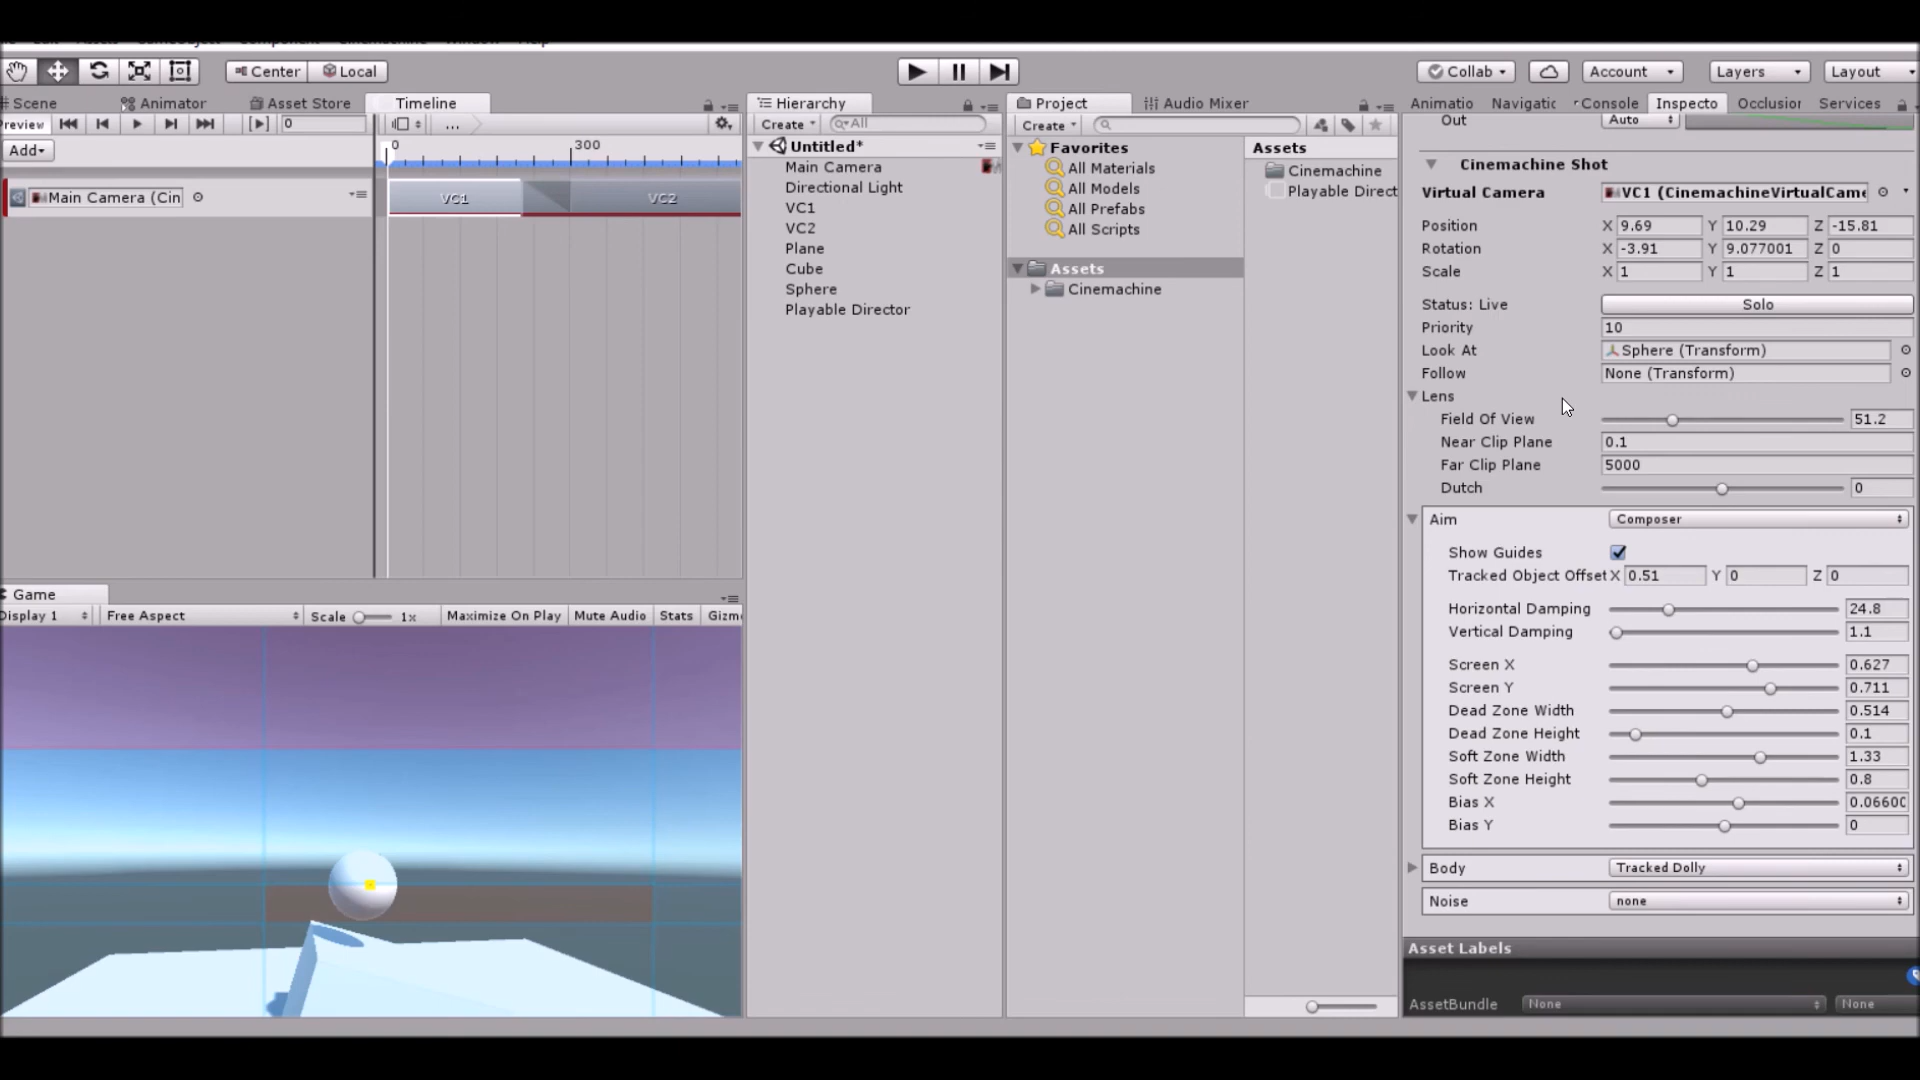 Center Local Collab Account Layers Layout
Scene Animator Asset Store Timeline
Preview 0 ...
Add
0 300
Main Camera (Cin
VC1 VC2
Hierarchy
Create All
Untitled*
Main Camera
Directional Light
VC1
VC2
Plane
Cube
Sphere
Playable Director
Project Audio Mixer
Create
Favorites
All Materials
All Models
All Prefabs
All Scripts
Assets
Cinemachine
Assets
Cinemachine
Playable Direct
Animatio Navigatic Console Inspecto Occlusior Services
Out Auto
Cinemachine Shot
Virtual Camera VC1 (CinemachineVirtualCame
Position X 9.69 Y 10.29 Z -15.81
Rotation X -3.91 Y 9.077001 Z 0
Scale X 1 Y 1 Z 1
Status: Live Solo
Priority 10
Look At Sphere (Transform)
Follow None (Transform)
Lens
Field Of View 51.2
Near Clip Plane 0.1
Far Clip Plane 5000
Dutch 0
Aim Composer
Show Guides
Tracked Object Offset X 0.51 Y 0 Z 0
Horizontal Damping 24.8
Vertical Damping 1.1
Screen X 0.627
Screen Y 0.711
Dead Zone Width 0.514
Dead Zone Height 0.1
Soft Zone Width 1.33
Soft Zone Height 0.8
Bias X 0.0660C
Bias Y 0
Body Tracked Dolly
Noise none
Asset Labels
AssetBundle None None
Game
Display 1 Free Aspect Scale 1x Maximize On Play Mute Audio Stats Gizm